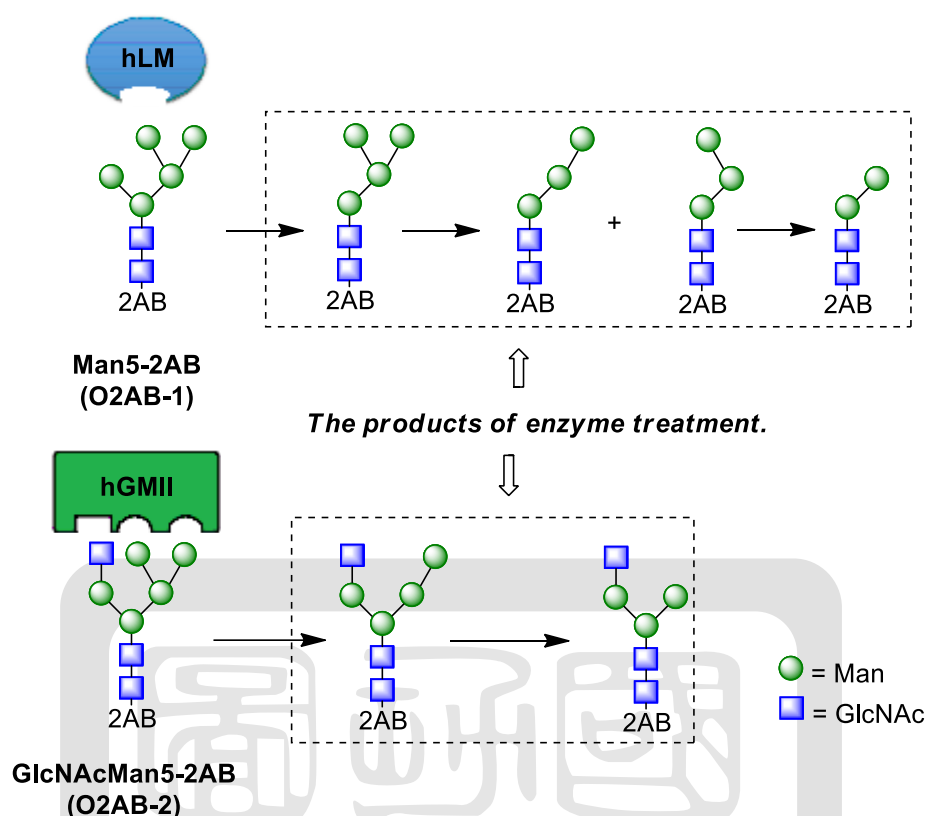 hLM
+
2AB
2AB
2AB
2AB
2AB
Man5-2AB
(O2AB-1)
The products of enzyme treatment.
hGMII
= Man
= GlcNAc
2AB
2AB
2AB
GlcNAcMan5-2AB
(O2AB-2)